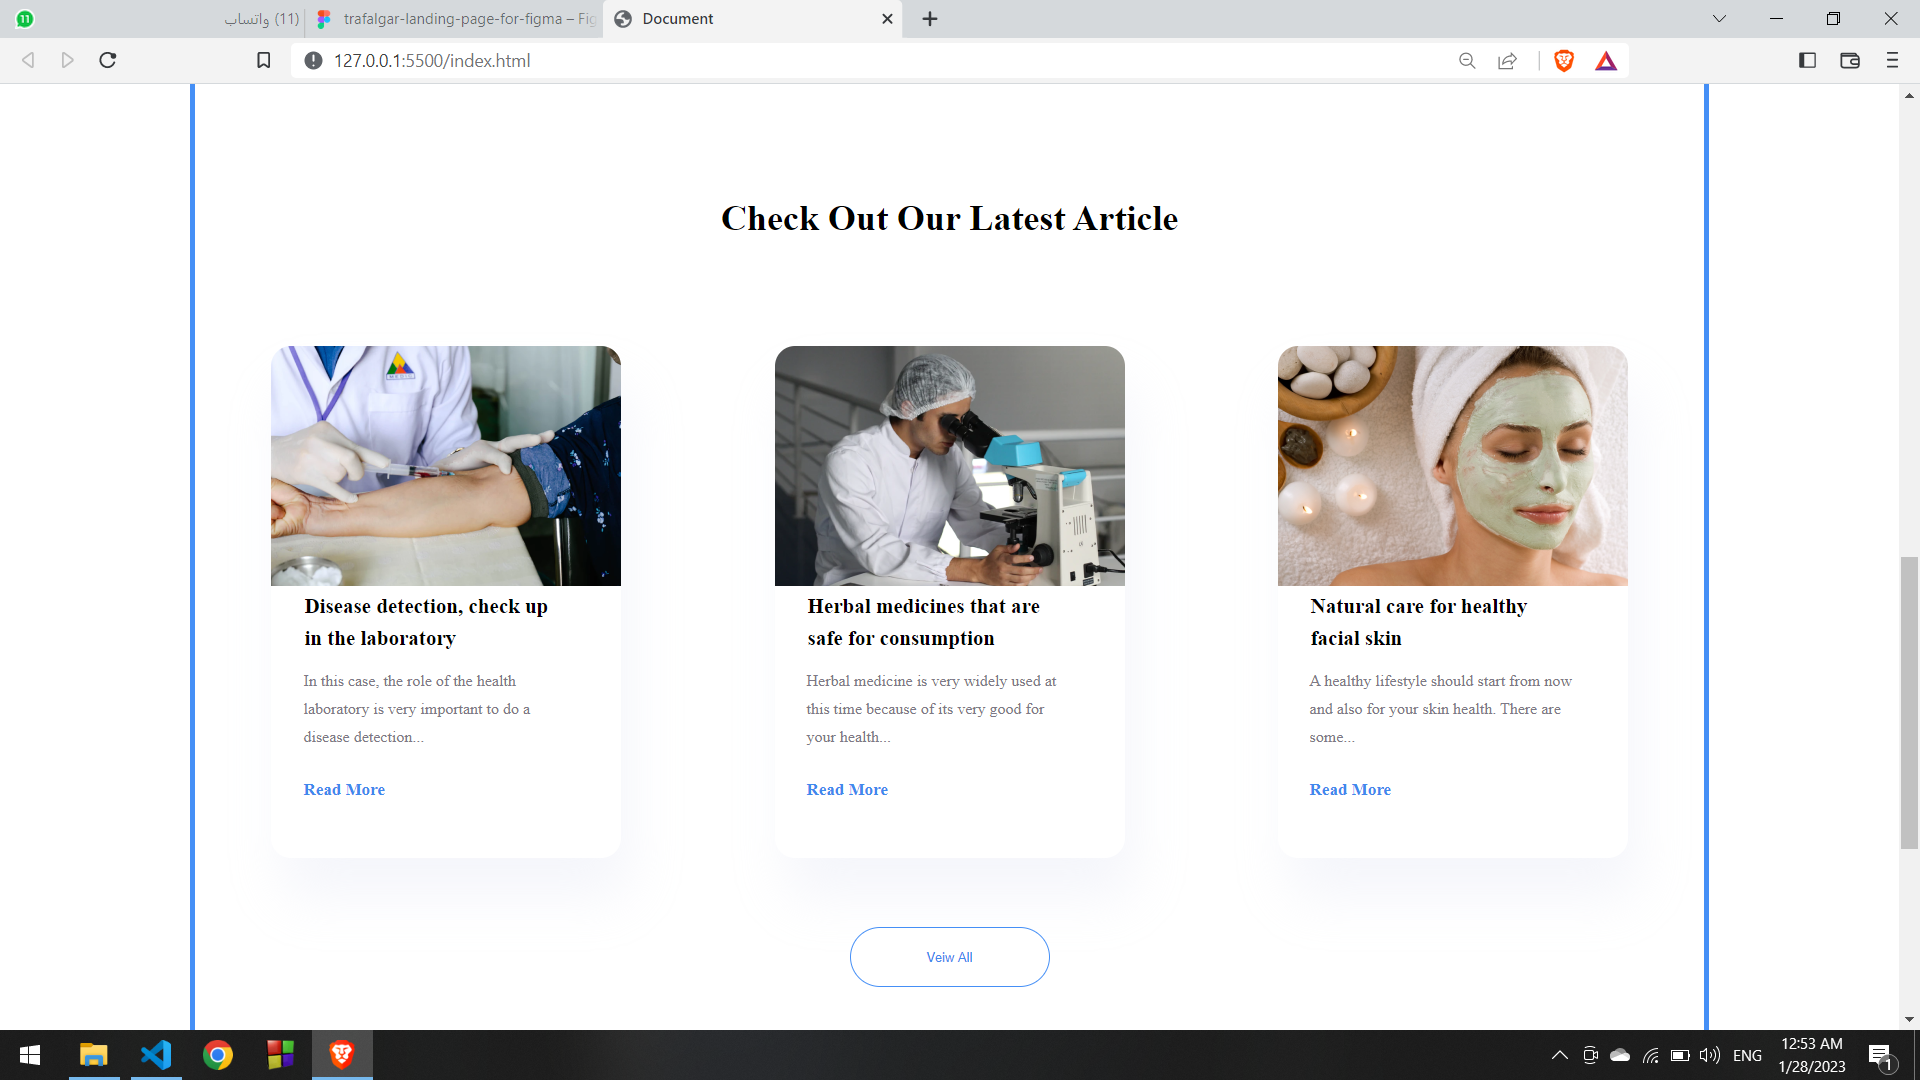 11
(11) واتساب
trafalgar-landing-page-for-figma – Fig
Document
127.0.0.1:5500/index.html
Check Out Our Latest Article
Disease detection, check up
in the laboratory
In this case, the role of the health
laboratory is very important to do a
disease detection...
Read More
Herbal medicines that are
safe for consumption
Herbal medicine is very widely used at
this time because of its very good for
your health...
Read More
Natural care for healthy
facial skin
A healthy lifestyle should start from now
and also for your skin health. There are
some...
Read More
Veiw All
ENG
12:53 AM
1/28/2023
1